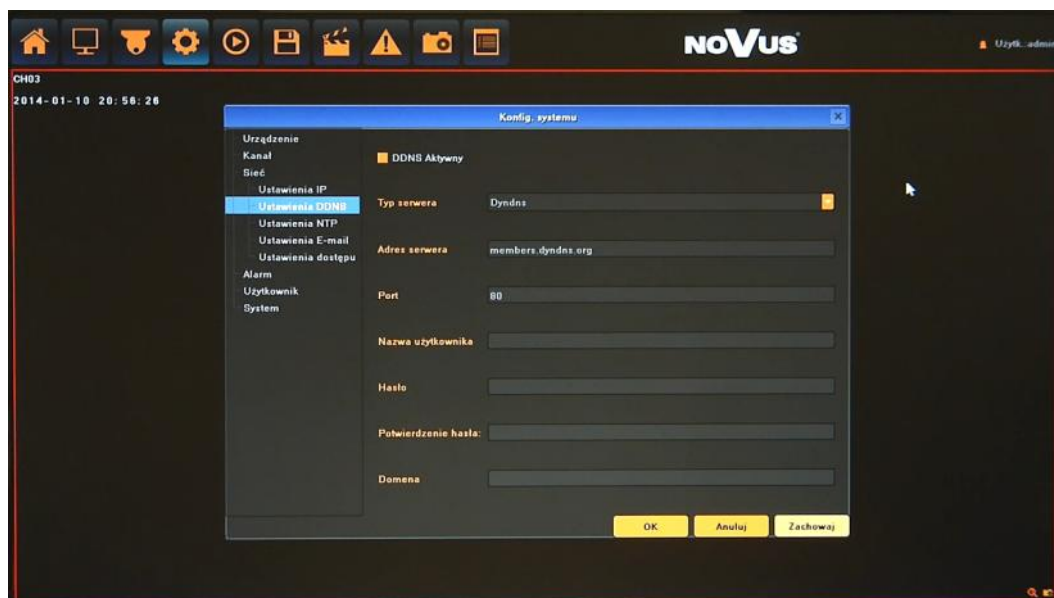 NOVUS
Użytk.:admin
CH03
2014-01-10 20:56:26
Konfig. systemu
Urządzenie
Kanał
Sieć
Ustawienia IP
Ustawienia DDNS
Ustawienia NTP
Ustawienia E-mail
Ustawienia dostępu
Alarm
Użytkownik
System
DDNS Aktywny
Typ serwera
Dyndns
Adres serwera
members.dyndns.org
Port
80
Nazwa użytkownika
Hasło
Potwierdzenie hasła:
Domena
OK
Anuluj
Zachowaj